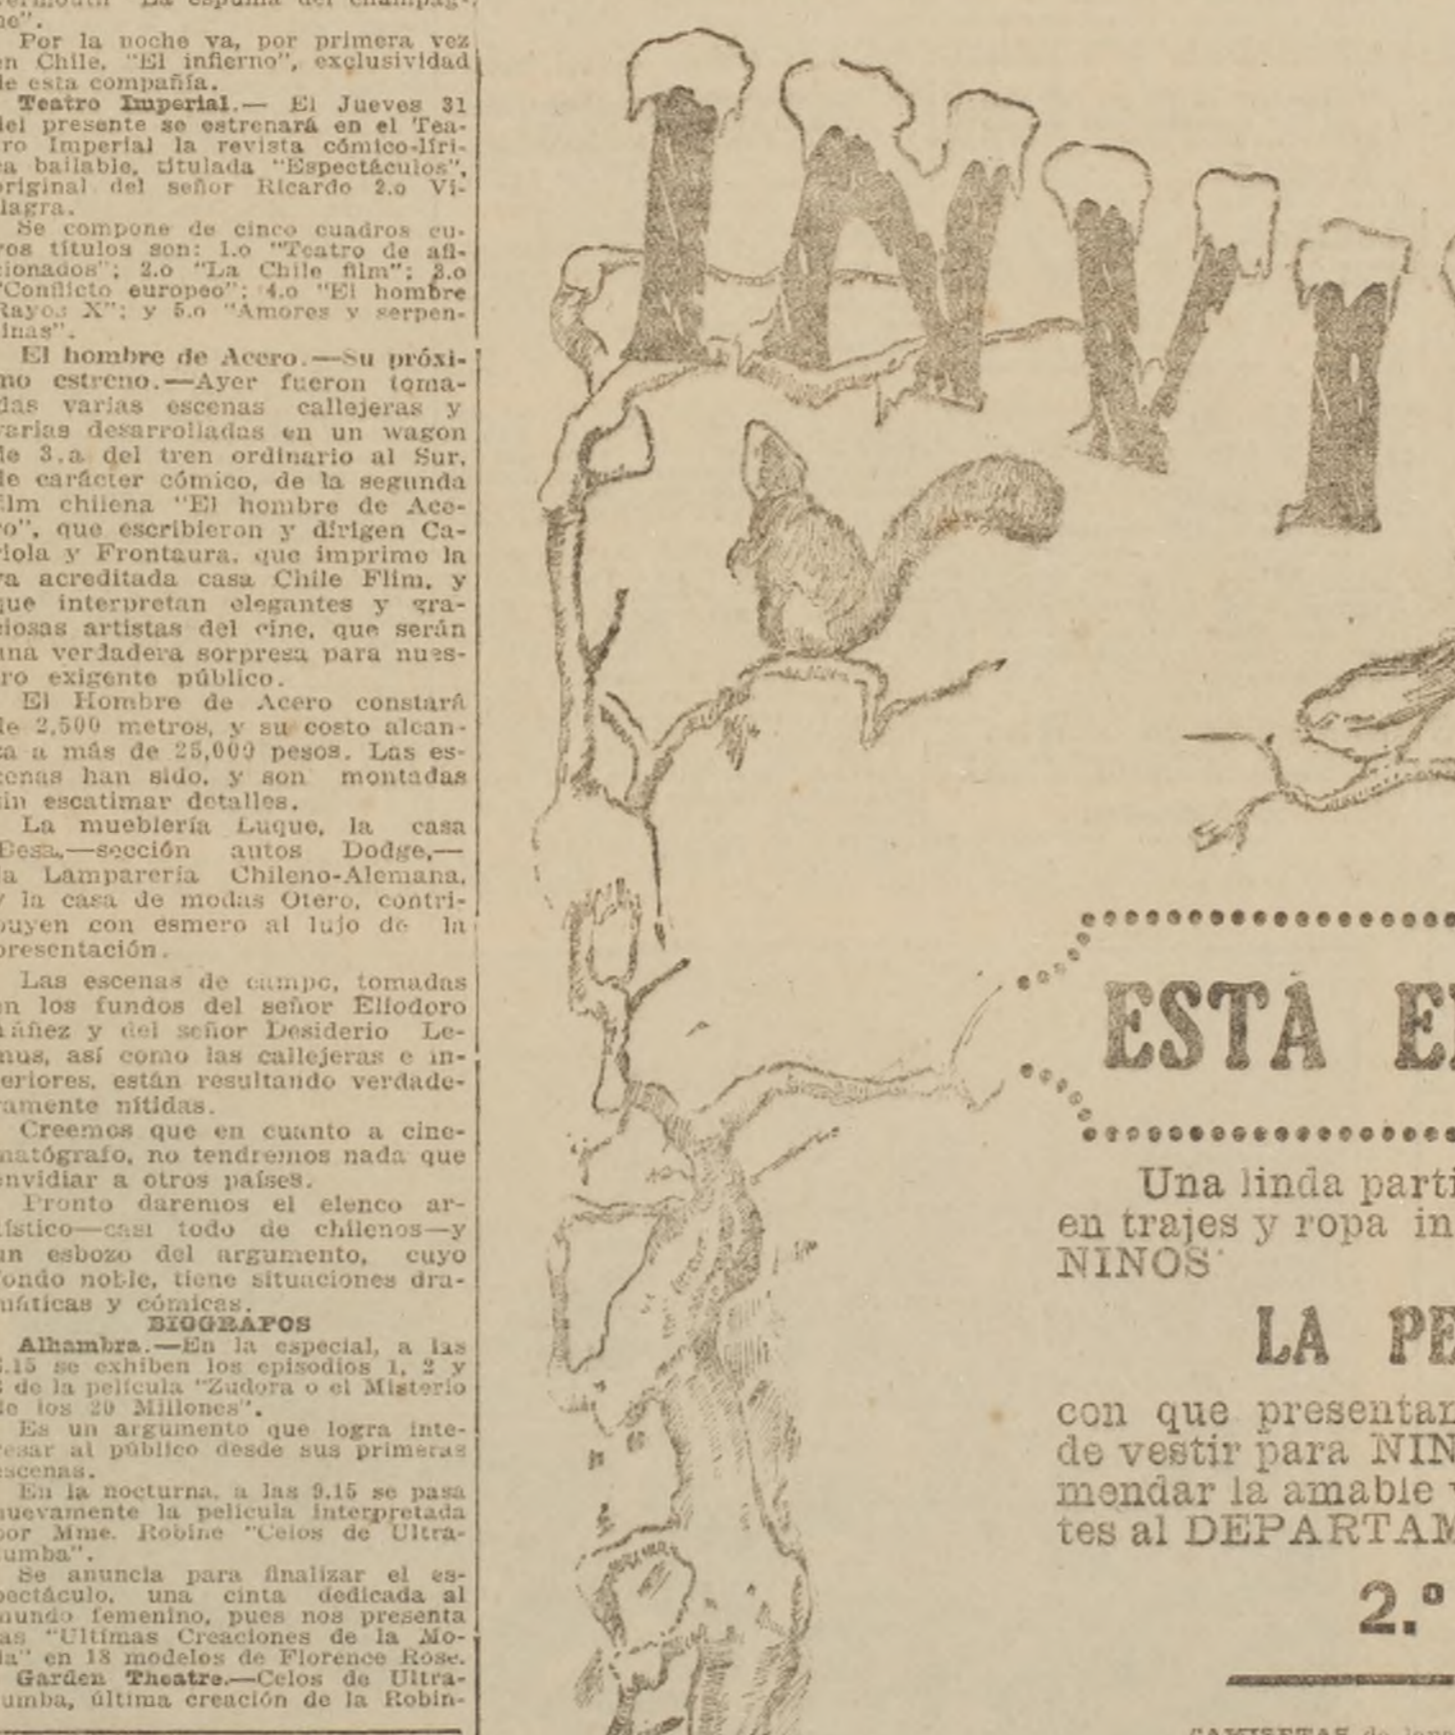 Vermouth "La espuma del champag-
ne".
Por la noche va, por primera vez
en Chile, "El infierno", exclusividad
de esta compañía.
Teatro Imperial.— El Jueves 31
del presente se estrenará en el Tea-
ro Imperial la revista cómico-líri-
ca bailable, titulada "Espectáculos",
original del señor Ricardo 2.o Vi-
lagra.
Se compone de cinco cuadros cu-
yos títulos son: 1.o "Teatro de afi-
cionados"; 2.o "La Chile film"; 3.o
"Conflicto europeo"; 4.o "El hombre
Rayos X"; y 5.o "Amores y serpen-
tinas".
El hombre de Acero.—Su próxi-
mo estreno.—Ayer fueron toma-
das varias escenas callejeras y
varias desarrolladas en un wagon
de 3.a del tren ordinario al Sur,
de carácter cómico, de la segunda
film chilena "El hombre de Ace-
ro", que escribieron y dirigen Ca-
riola y Frontaura, que imprime la
ya acreditada casa Chile Flim, y
que interpretan elegantes y gra-
ciosas artistas del cine, que serán
una verdadera sorpresa para nues-
tro exigente público.
El Hombre de Acero constará
de 2,500 metros, y su costo alcan-
za a más de 25,000 pesos. Las es-
cenas han sido, y son montadas
sin escatimar detalles.
La mueblería Luque, la casa
Besa,—sección autos Dodge,—
la Lamparería Chileno-Alemana,
y la casa de modas Otero, contri-
buyen con esmero al lujo de la
presentación.
Las escenas de campo, tomadas
en los fundos del señor Eliodoro
Yáñez y del señor Desiderio Le-
mus, así como las callejeras e in-
teriores, están resultando verdade-
ramente nítidas.
Creemos que en cuanto a cine-
matógrafo, no tendremos nada que
envidiar a otros países.
Pronto daremos el elenco ar-
tístico—casi todo de chilenos—y
un esbozo del argumento, cuyo
fondo noble, tiene situaciones dra-
máticas y cómicas.
BIOGRAFOS
Alhambra.—En la especial, a las
.15 se exhiben los episodios 1, 2 y
de la película "Zudora o el Misterio
de los 20 Millones".
Es un argumento que logra inte-
resar al público desde sus primeras
escenas.
En la nocturna, a las 9.15 se pasa
nuevamente la película interpretada
por Mme. Robine "Celos de Ultra-
tumba".
Se anuncia para finalizar el es-
pectáculo, una cinta dedicada al
mundo femenino, pues nos presenta
las "Ultimas Creaciones de la Mo-
da" en 18 modelos de Florence Rose.
Garden Theatre.—Celos de Ultra-
tumba, última creación de la Robin-
ESTA E
Una linda parti
en trajes y ropa in
NINOS
LA PE
con que presentar
de vestir para NIN
mendar la amable v
tes al DEPARTAM
2.º